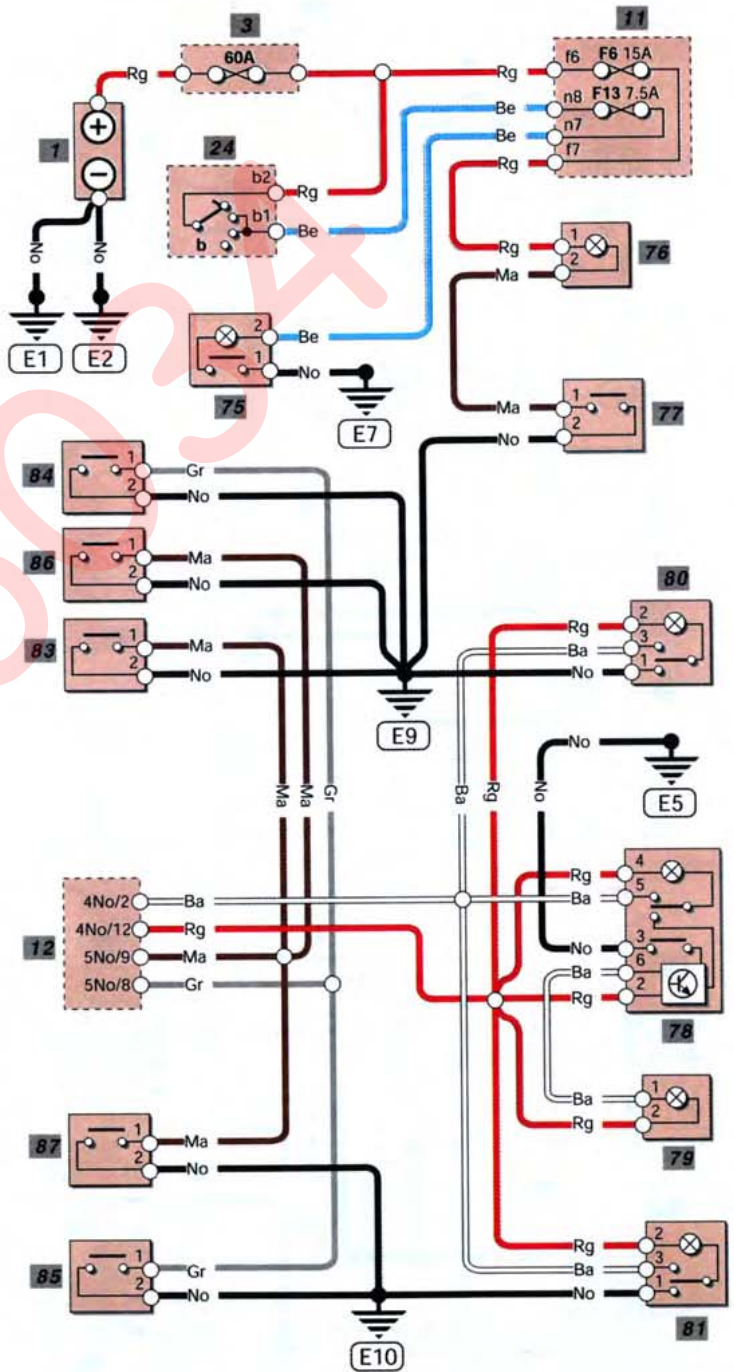 3
11
60A
Rg
Rg
f6
F6 15A
n8
F13 7.5A
Be
n7
Be
f7
Rg
1
24
b2
Rg
b1
b
Be
No
No
E1
E2
Rg
1
2
Ma
76
2
Be
1
No
75
E7
Ma
1
2
No
77
84
1
2
Gr
No
86
1
2
Ma
No
80
83
1
2
Ma
No
Rg
2
Ba
3
No
1
E9
No
E5
Ma
Ma
Gr
Ba
Rg
No
Rg
4
Ba
5
12
4No/2
Ba
4No/12
Rg
5No/9
Ma
5No/8
Gr
No
3
Ba
6
Rg
2
78
Ba
1
Rg
2
79
87
1
2
Ma
No
85
1
2
Gr
No
Rg
2
Ba
3
No
1
81
E10